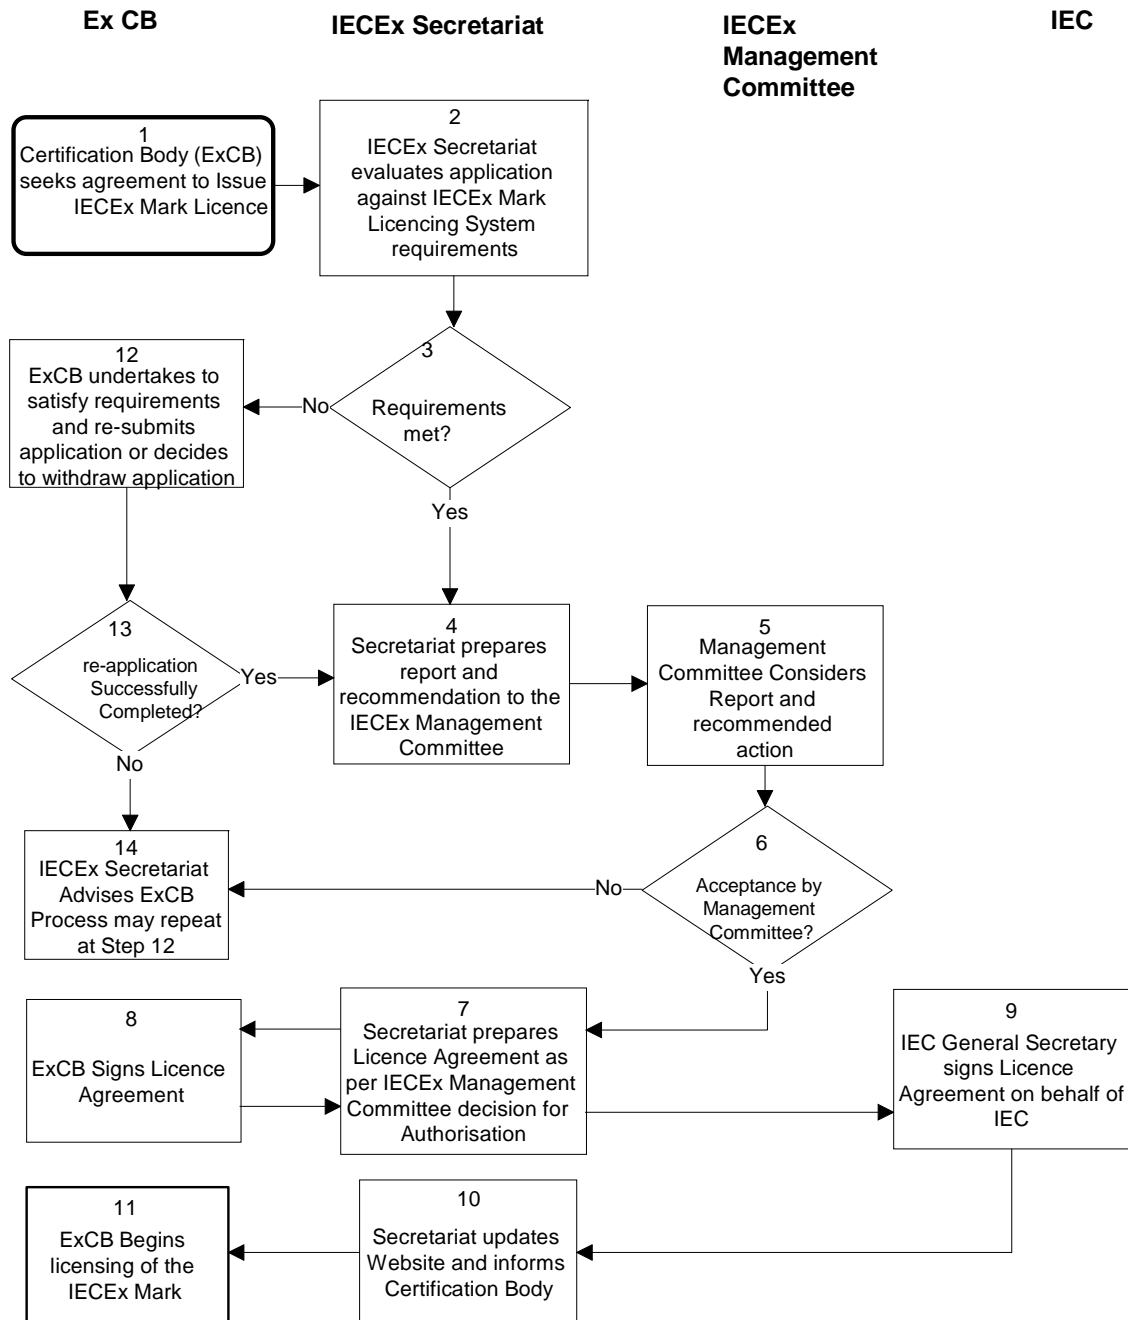 Ex CB
IECEx Secretariat
IECEx
Management
Committee
IEC
1
Certification Body (ExCB)
seeks agreement to Issue
IECEx Mark Licence
2
IECEx Secretariat
evaluates application
against IECEx Mark
Licencing System
requirements
3
Requirements
met?
No
Yes
12
ExCB undertakes to
satisfy requirements
and re-submits
application or decides
to withdraw application
13
re-application
Successfully
Completed?
Yes
No
4
Secretariat prepares
report and
recommendation to the
IECEx Management
Committee
5
Management
Committee Considers
Report and
recommended
action
6
Acceptance by
Management
Committee?
No
Yes
14
IECEx Secretariat
Advises ExCB
Process may repeat
at Step 12
8
ExCB Signs Licence
Agreement
7
Secretariat prepares
Licence Agreement as
per IECEx Management
Committee decision for
Authorisation
9
IEC General Secretary
signs Licence
Agreement on behalf of
IEC
11
ExCB Begins
licensing of the
IECEx Mark
10
Secretariat updates
Website and informs
Certification Body